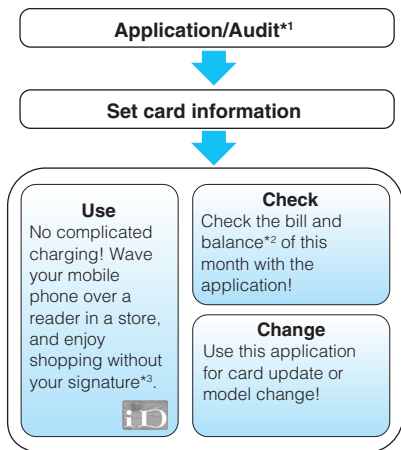 Application/Audit*1
Set card information
Use
No complicated
charging! Wave
your mobile
phone over a
reader in a store,
and enjoy
shopping without
your signature*3.
iD
Check
Check the bill and
balance*2 of this
month with the
application!
Change
Use this application
for card update or
model change!